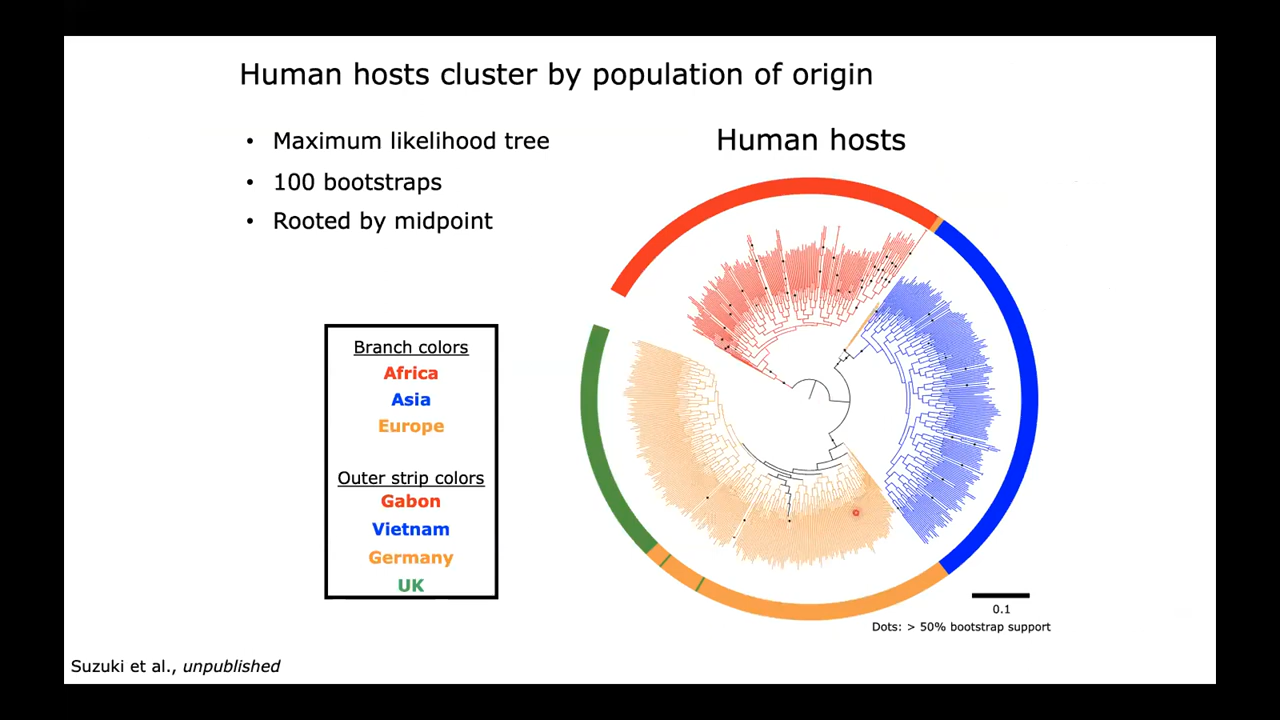 Human hosts cluster by population of origin
• Maximum likelihood tree
• 100 bootstraps
• Rooted by midpoint
Human hosts
Branch colors
Africa
Asia
Europe
Outer strip colors
Gabon
Vietnam
Germany
UK
0.1
Dots: > 50% bootstrap support
Suzuki et al., unpublished